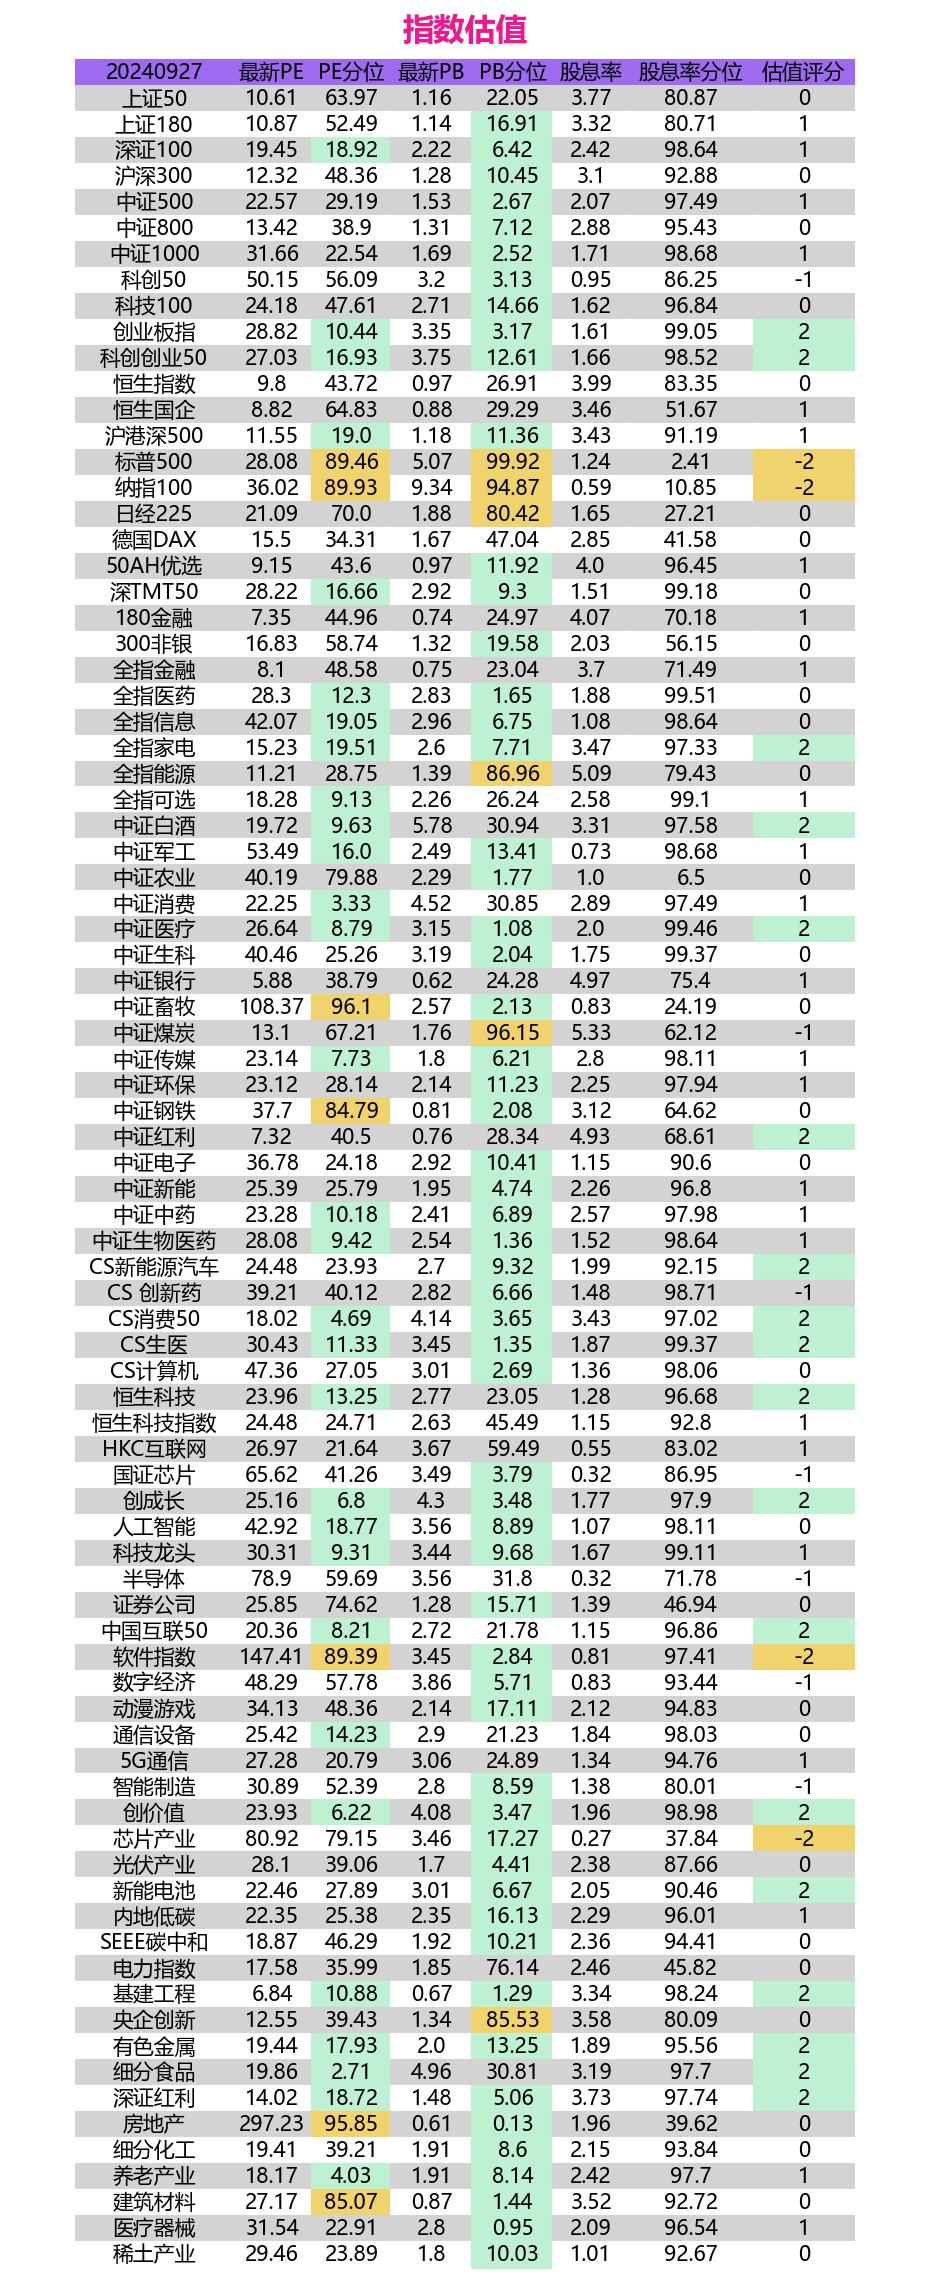 指数估值
20240927 最新PE PE分位 最新PB PB分位 股息率 股息率分位 估值评分
上证50 10.61 63.97 1.16 22.05 3.77 80.87 0
上证180 10.87 52.49 1.14 16.91 3.32 80.71 1
深证100 19.45 18.92 2.22 6.42 2.42 98.64 1
沪深300 12.32 48.36 1.28 10.45 3.1 92.88 0
中证500 22.57 29.19 1.53 2.67 2.07 97.49 1
中证800 13.42 38.9 1.31 7.12 2.88 95.43 0
中证1000 31.66 22.54 1.69 2.52 1.71 98.68 1
科创50 50.15 56.09 3.2 3.13 0.95 86.25 -1
科技100 24.18 47.61 2.71 14.66 1.62 96.84 0
创业板指 28.82 10.44 3.35 3.17 1.61 99.05 2
科创创业50 27.03 16.93 3.75 12.61 1.66 98.52 2
恒生指数 9.8 43.72 0.97 26.91 3.99 83.35 0
恒生国企 8.82 64.83 0.88 29.29 3.46 51.67 1
沪港深500 11.55 19.0 1.18 11.36 3.43 91.19 1
标普500 28.08 89.46 5.07 99.92 1.24 2.41 -2
纳指100 36.02 89.93 9.34 94.87 0.59 10.85 -2
日经225 21.09 70.0 1.88 80.42 1.65 27.21 0
德国DAX 15.5 34.31 1.67 47.04 2.85 41.58 0
50AH优选 9.15 43.6 0.97 11.92 4.0 96.45 1
深TMT50 28.22 16.66 2.92 9.3 1.51 99.18 0
180金融 7.35 44.96 0.74 24.97 4.07 70.18 1
300非银 16.83 58.74 1.32 19.58 2.03 56.15 0
全指金融 8.1 48.58 0.75 23.04 3.7 71.49 1
全指医药 28.3 12.3 2.83 1.65 1.88 99.51 0
全指信息 42.07 19.05 2.96 6.75 1.08 98.64 0
全指家电 15.23 19.51 2.6 7.71 3.47 97.33 2
全指能源 11.21 28.75 1.39 86.96 5.09 79.43 0
全指可选 18.28 9.13 2.26 26.24 2.58 99.1 1
中证白酒 19.72 9.63 5.78 30.94 3.31 97.58 2
中证军工 53.49 16.0 2.49 13.41 0.73 98.68 1
中证农业 40.19 79.88 2.29 1.77 1.0 6.5 0
中证消费 22.25 3.33 4.52 30.85 2.89 97.49 1
中证医疗 26.64 8.79 3.15 1.08 2.0 99.46 2
中证生科 40.46 25.26 3.19 2.04 1.75 99.37 0
中证银行 5.88 38.79 0.62 24.28 4.97 75.4 1
中证畜牧 108.37 96.1 2.57 2.13 0.83 24.19 0
中证煤炭 13.1 67.21 1.76 96.15 5.33 62.12 -1
中证传媒 23.14 7.73 1.8 6.21 2.8 98.11 1
中证环保 23.12 28.14 2.14 11.23 2.25 97.94 1
中证钢铁 37.7 84.79 0.81 2.08 3.12 64.62 0
中证红利 7.32 40.5 0.76 28.34 4.93 68.61 2
中证电子 36.78 24.18 2.92 10.41 1.15 90.6 0
中证新能 25.39 25.79 1.95 4.74 2.26 96.8 1
中证中药 23.28 10.18 2.41 6.89 2.57 97.98 1
中证生物医药 28.08 9.42 2.54 1.36 1.52 98.64 1
CS新能源汽车 24.48 23.93 2.7 9.32 1.99 92.15 2
CS 创新药 39.21 40.12 2.82 6.66 1.48 98.71 -1
CS消费50 18.02 4.69 4.14 3.65 3.43 97.02 2
CS生医 30.43 11.33 3.45 1.35 1.87 99.37 2
CS计算机 47.36 27.05 3.01 2.69 1.36 98.06 0
恒生科技 23.96 13.25 2.77 23.05 1.28 96.68 2
恒生科技指数 24.48 24.71 2.63 45.49 1.15 92.8 1
HKC互联网 26.97 21.64 3.67 59.49 0.55 83.02 1
国证芯片 65.62 41.26 3.49 3.79 0.32 86.95 -1
创成长 25.16 6.8 4.3 3.48 1.77 97.9 2
人工智能 42.92 18.77 3.56 8.89 1.07 98.11 0
科技龙头 30.31 9.31 3.44 9.68 1.67 99.11 1
半导体 78.9 59.69 3.56 31.8 0.32 71.78 -1
证券公司 25.85 74.62 1.28 15.71 1.39 46.94 0
中国互联50 20.36 8.21 2.72 21.78 1.15 96.86 2
软件指数 147.41 89.39 3.45 2.84 0.81 97.41 -2
数字经济 48.29 57.78 3.86 5.71 0.83 93.44 -1
动漫游戏 34.13 48.36 2.14 17.11 2.12 94.83 0
通信设备 25.42 14.23 2.9 21.23 1.84 98.03 0
5G通信 27.28 20.79 3.06 24.89 1.34 94.76 1
智能制造 30.89 52.39 2.8 8.59 1.38 80.01 -1
创价值 23.93 6.22 4.08 3.47 1.96 98.98 2
芯片产业 80.92 79.15 3.46 17.27 0.27 37.84 -2
光伏产业 28.1 39.06 1.7 4.41 2.38 87.66 0
新能电池 22.46 27.89 3.01 6.67 2.05 90.46 2
内地低碳 22.35 25.38 2.35 16.13 2.29 96.01 1
SEEE碳中和 18.87 46.29 1.92 10.21 2.36 94.41 0
电力指数 17.58 35.99 1.85 76.14 2.46 45.82 0
基建工程 6.84 10.88 0.67 1.29 3.34 98.24 2
央企创新 12.55 39.43 1.34 85.53 3.58 80.09 0
有色金属 19.44 17.93 2.0 13.25 1.89 95.56 2
细分食品 19.86 2.71 4.96 30.81 3.19 97.7 2
深证红利 14.02 18.72 1.48 5.06 3.73 97.74 2
房地产 297.23 95.85 0.61 0.13 1.96 39.62 0
细分化工 19.41 39.21 1.91 8.6 2.15 93.84 0
养老产业 18.17 4.03 1.91 8.14 2.42 97.7 1
建筑材料 27.17 85.07 0.87 1.44 3.52 92.72 0
医疗器械 31.54 22.91 2.8 0.95 2.09 96.54 1
稀土产业 29.46 23.89 1.8 10.03 1.01 92.67 0